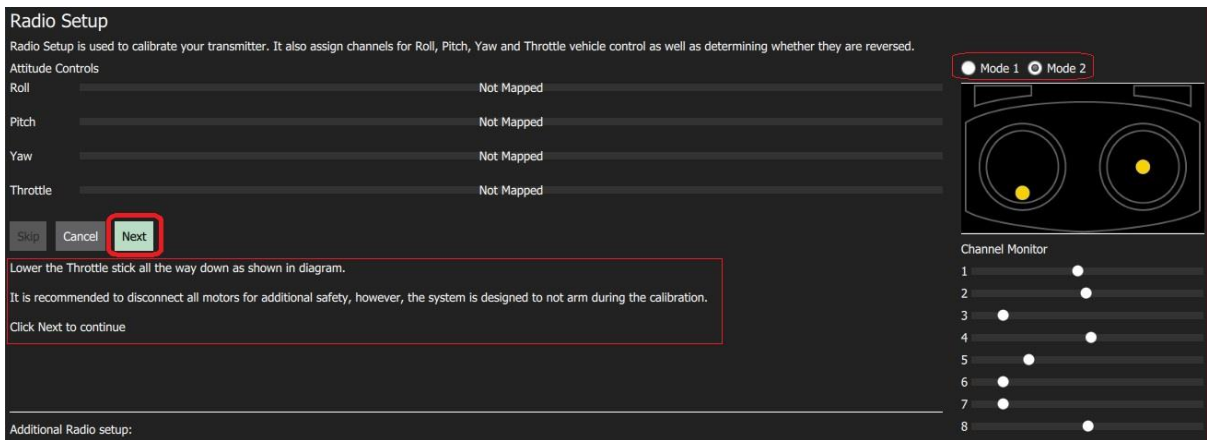 Radio Setup
Radio Setup is used to calibrate your transmitter. It also assign channels for Roll, Pitch, Yaw and Throttle vehicle control as well as determining whether they are reversed.
Attitude Controls
Roll Not Mapped
Pitch Not Mapped
Yaw Not Mapped
Throttle Not Mapped
Skip Cancel Next
Lower the Throttle stick all the way down as shown in diagram.
It is recommended to disconnect all motors for additional safety, however, the system is designed to not arm during the calibration.
Click Next to continue
Additional Radio setup:
Mode 1 Mode 2
Channel Monitor
1
2
3
4
5
6
7
8